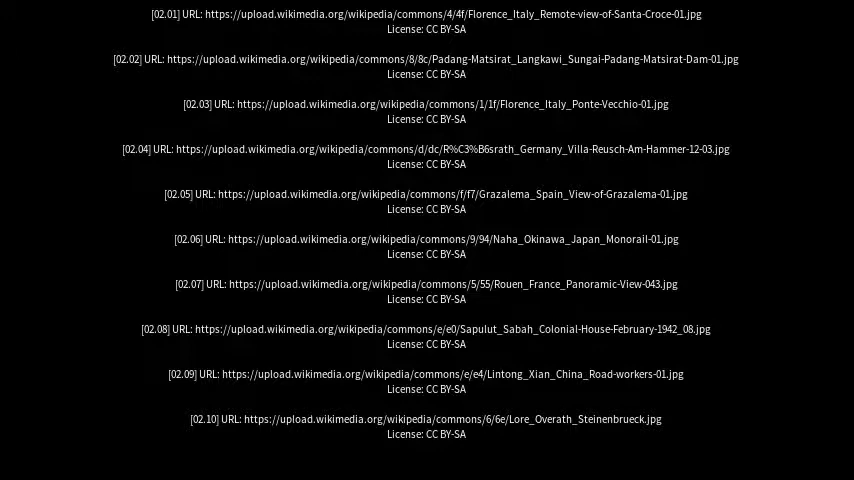 [02.01] URL: https://upload.wikimedia.org/wikipedia/commons/4/4f/Florence_Italy_Remote-view-of-Santa-Croce-01.jpg
License: CC BY-SA
[02.02] URL: https://upload.wikimedia.org/wikipedia/commons/8/8c/Padang-Matsirat_Langkawi_Sungai-Padang-Matsirat-Dam-01.jpg
License: CC BY-SA
[02.03] URL: https://upload.wikimedia.org/wikipedia/commons/1/1f/Florence_Italy_Ponte-Vecchio-01.jpg
License: CC BY-SA
[02.04] URL: https://upload.wikimedia.org/wikipedia/commons/d/dc/R%C3%B6srath_Germany_Villa-Reusch-Am-Hammer-12-03.jpg
License: CC BY-SA
[02.05] URL: https://upload.wikimedia.org/wikipedia/commons/f/f7/Grazalema_Spain_View-of-Grazalema-01.jpg
License: CC BY-SA
[02.06] URL: https://upload.wikimedia.org/wikipedia/commons/9/94/Naha_Okinawa_Japan_Monorail-01.jpg
License: CC BY-SA
[02.07] URL: https://upload.wikimedia.org/wikipedia/commons/5/55/Rouen_France_Panoramic-View-043.jpg
License: CC BY-SA
[02.08] URL: https://upload.wikimedia.org/wikipedia/commons/e/e0/Sapulut_Sabah_Colonial-House-February-1942_08.jpg
License: CC BY-SA
[02.09] URL: https://upload.wikimedia.org/wikipedia/commons/e/e4/Lintong_Xian_China_Road-workers-01.jpg
License: CC BY-SA
[02.10] URL: https://upload.wikimedia.org/wikipedia/commons/6/6e/Lore_Overath_Steinenbrueck.jpg
License: CC BY-SA